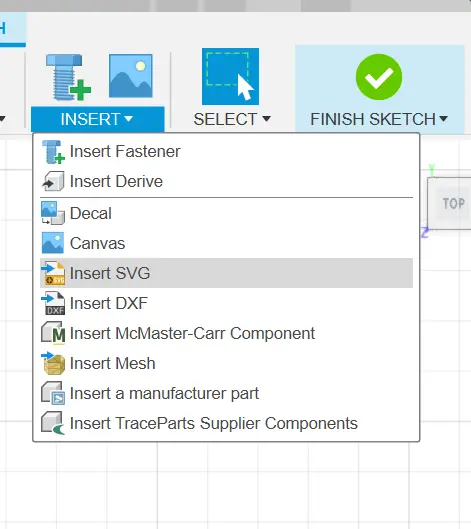 H
INSERT
SELECT
FINISH SKETCH
Insert Fastener
Insert Derive
Decal
Canvas
Insert SVG
Insert DXF
DXF
Insert McMaster-Carr Component
M
Insert Mesh
Insert a manufacturer part
Insert TraceParts Supplier Components
Y
TOP
Z